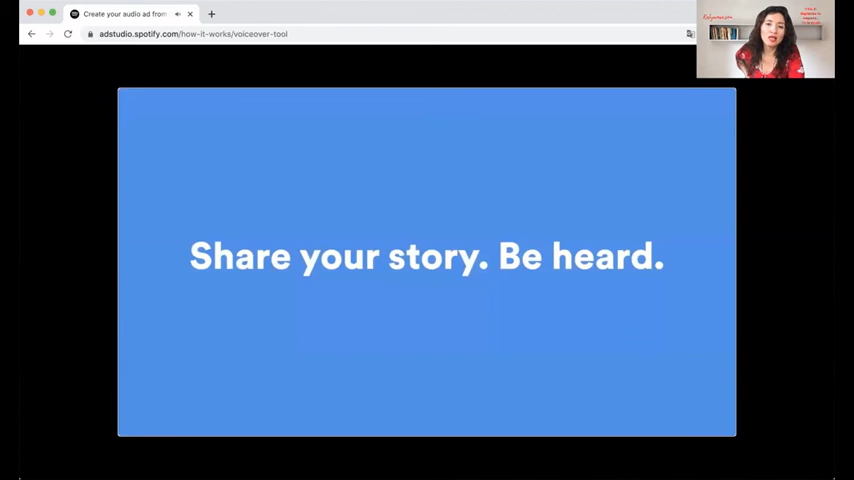 Create your audio ad from
adstudio.spotify.com/how-it-works/voiceover-tool
Share your story. Be heard.